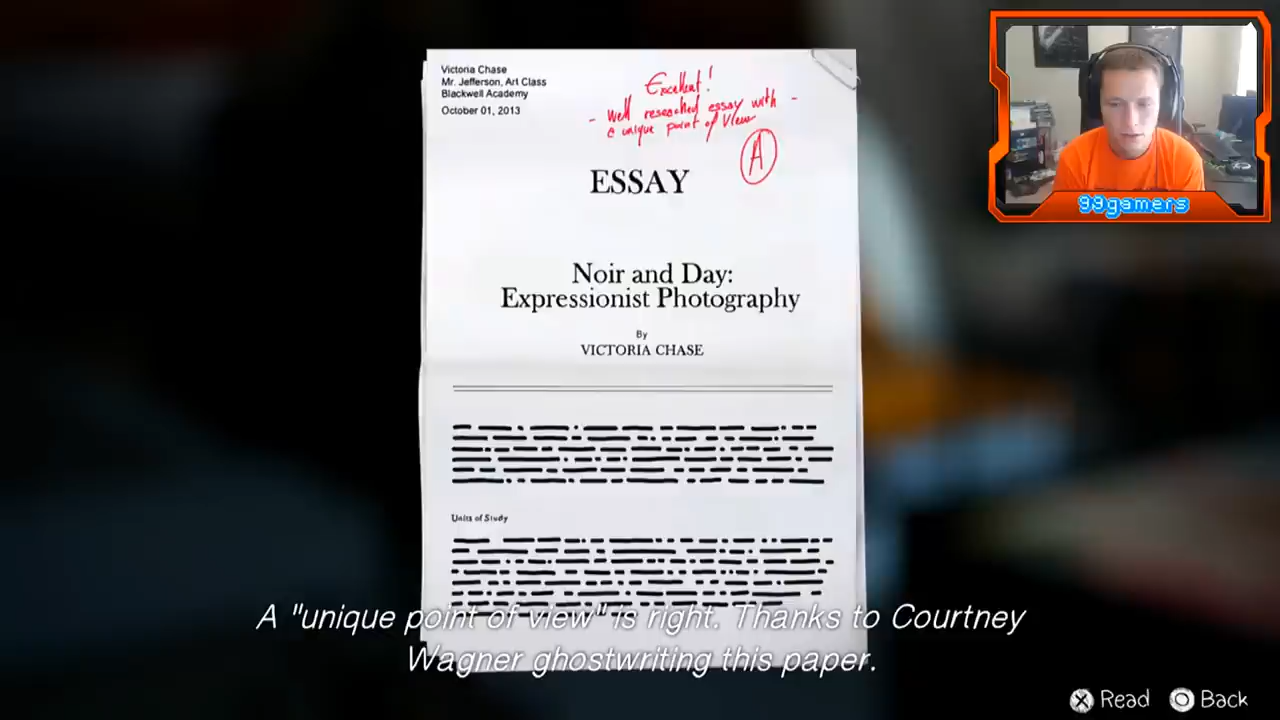 Victoria Chase
Mr. Jefferson, Art Class
Blackwell Academy
October 01, 2013
Excellent!
- Well researched essay with -
a unique point of view
A
ESSAY
Noir and Day:
Expressionist Photography
By
VICTORIA CHASE
Units of Study
A "unique point of view" is right. Thanks to Courtney
Wagner ghostwriting this paper.
99gamers
Read
Back